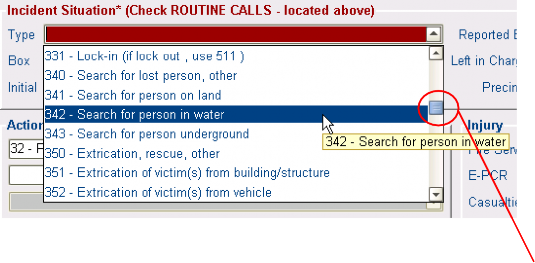 Incident Situation* (Check ROUTINE CALLS - located above)
Type
Reported
Box
331 - Lock-in (if lock out , use 511 )
Left in Charg
340 - Search for lost person, other
Initial
341 - Search for person on land
Precin
342 - Search for person in water
Action
343 - Search for person underground
Injury
342 - Search for person in water
32 - F
350 - Extrication, rescue, other
351 - Extrication of victim(s) from building/structure
E-PCR
352 - Extrication of victim(s) from vehicle
Casualtie